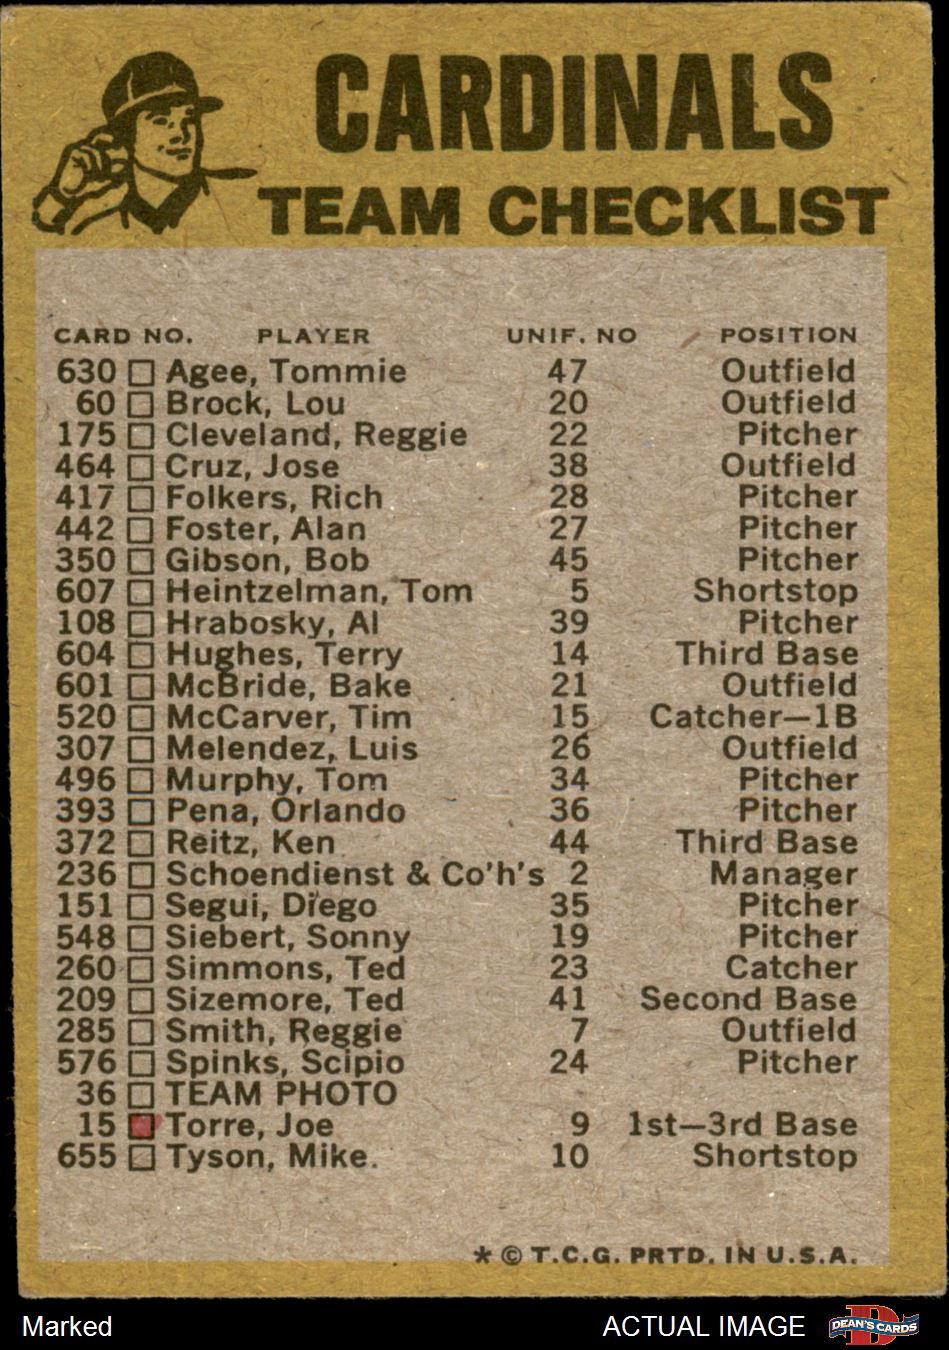 CARDINALS
TEAM CHECKLIST
CARD NO. PLAYER UNIF. NO POSITION
630 Agee, Tommie 47 Outfield
60 Brock, Lou 20 Outfield
175 Cleveland, Reggie 22 Pitcher
464 Cruz, Jose 38 Outfield
417 Folkers, Rich 28 Pitcher
442 Foster, Alan 27 Pitcher
350 Gibson, Bob 45 Pitcher
607 Heintzelman, Tom 5 Shortstop
108 Hrabosky, Al 39 Pitcher
604 Hughes, Terry 14 Third Base
601 McBride, Bake 21 Outfield
520 McCarver, Tim 15 Catcher—1B
307 Melendez, Luis 26 Outfield
496 Murphy, Tom 34 Pitcher
393 Pena, Orlando 36 Pitcher
372 Reitz, Ken 44 Third Base
236 Schoendienst & Co'h's 2 Manager
151 Segui, Diego 35 Pitcher
548 Siebert, Sonny 19 Pitcher
260 Simmons, Ted 23 Catcher
209 Sizemore, Ted 41 Second Base
285 Smith, Reggie 7 Outfield
576 Spinks, Scipio 24 Pitcher
36 TEAM PHOTO
15 Torre, Joe 9 1st—3rd Base
655 Tyson, Mike. 10 Shortstop
* © T.C.G. PRTD. IN U.S.A.
Marked ACTUAL IMAGE DEAN'S CARDS